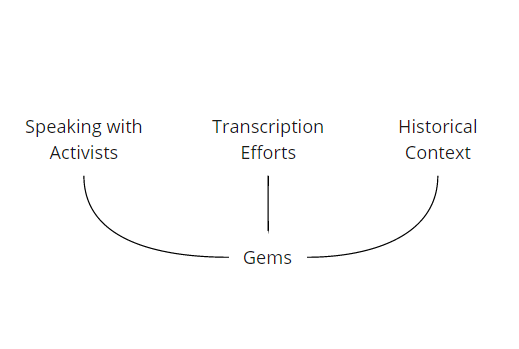 Speaking with
Activists
Transcription
Efforts
Historical
Context
Gems